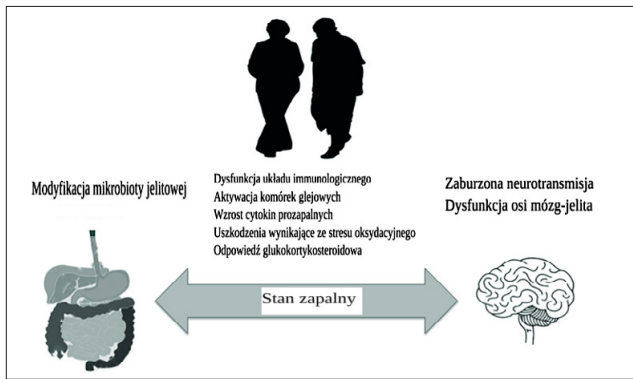 Modyfikacja mikrobioty jelitowej
Dysfunkcja układu immunologicznego
Aktywacja komórek glejowych
Wzrost cytokin prozapalnych
Uszkodzenia wynikające ze stresu oksydacyjnego
Odpowiedź glukokortykosteroidowa
Zaburzona neurotransmisja
Dysfunkcja osi mózg-jelita
Stan zapalny